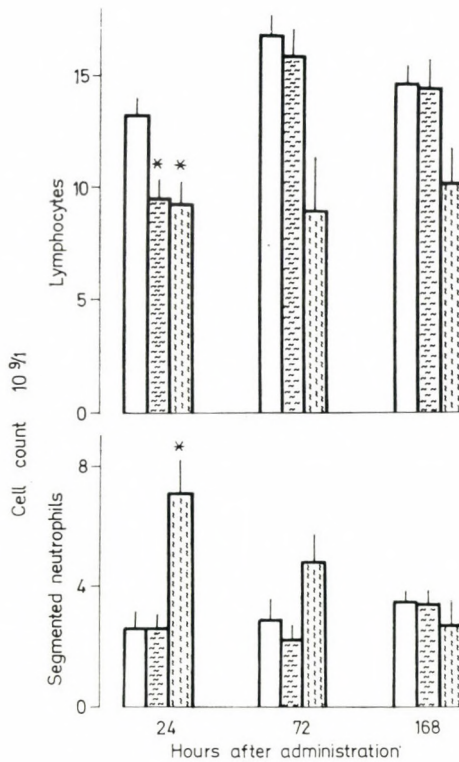 15
10
5
0
Lymphocytes
* *
Cell count 10 9/l
8
4
0
Segmented neutrophils
*
24 72 168
Hours after administration